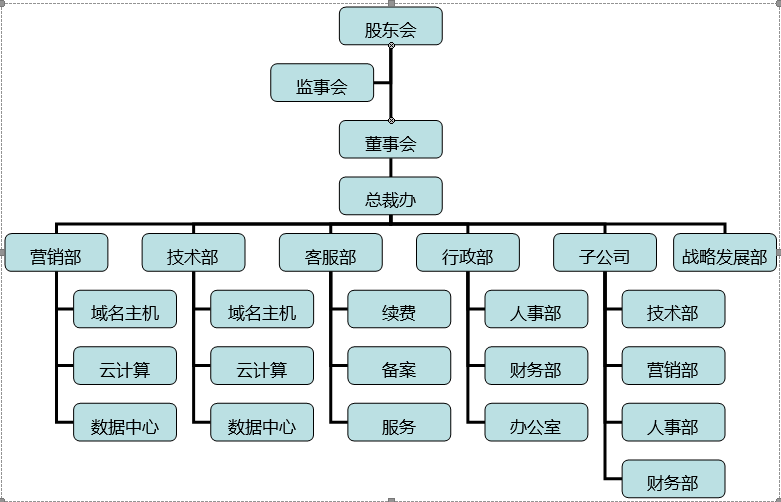 股东会
监事会
董事会
总裁办
营销部
技术部
客服部
行政部
子公司
战略发展部
域名主机
域名主机
续费
人事部
技术部
云计算
云计算
备案
财务部
营销部
数据中心
数据中心
服务
办公室
人事部
财务部